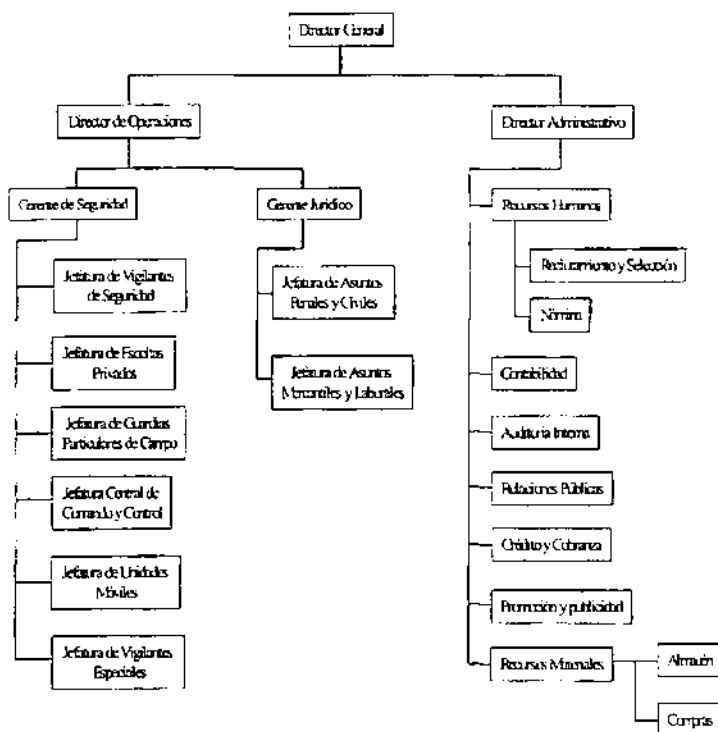 Director General
Director de Operaciones
Director Administrativo
Gerente de Seguridad
Gerente Jurídico
Recursos Humanos
Jefatura de Vigilantes
de Seguridad
Jefatura de Asuntos
Penales y Civiles
Reclutamiento y Selección
Nómina
Jefatura de Escoltas
Privados
Jefatura de Asuntos
Mercantiles y Laborales
Contabilidad
Jefatura de Guardias
Particulares de Campo
Auditoría Interna
Jefatura Central de
Comando y Control
Relaciones Públicas
Crédito y Cobranza
Jefatura de Unidades
Móviles
Promoción y publicidad
Jefatura de Vigilantes
Especiales
Recursos Materiales
Almacén
Compras